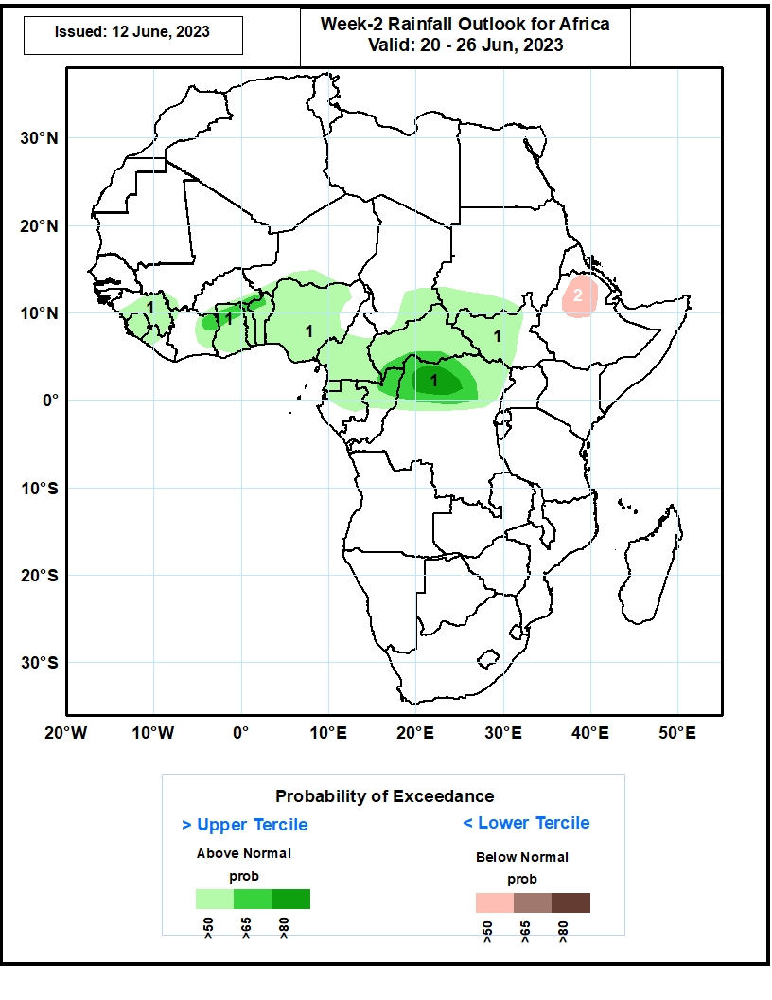 Issued: 12 June, 2023
Week-2 Rainfall Outlook for Africa
Valid: 20 - 26 Jun, 2023
30°N
20°N
10°N
0°
10°S
20°S
30°S
1
1
1
1
1
2
20°W
10°W
0°
10°E
20°E
30°E
40°E
50°E
Probability of Exceedance
> Upper Tercile
< Lower Tercile
Above Normal
Below Normal
prob
prob
>50
>65
>80
>50
>65
>80